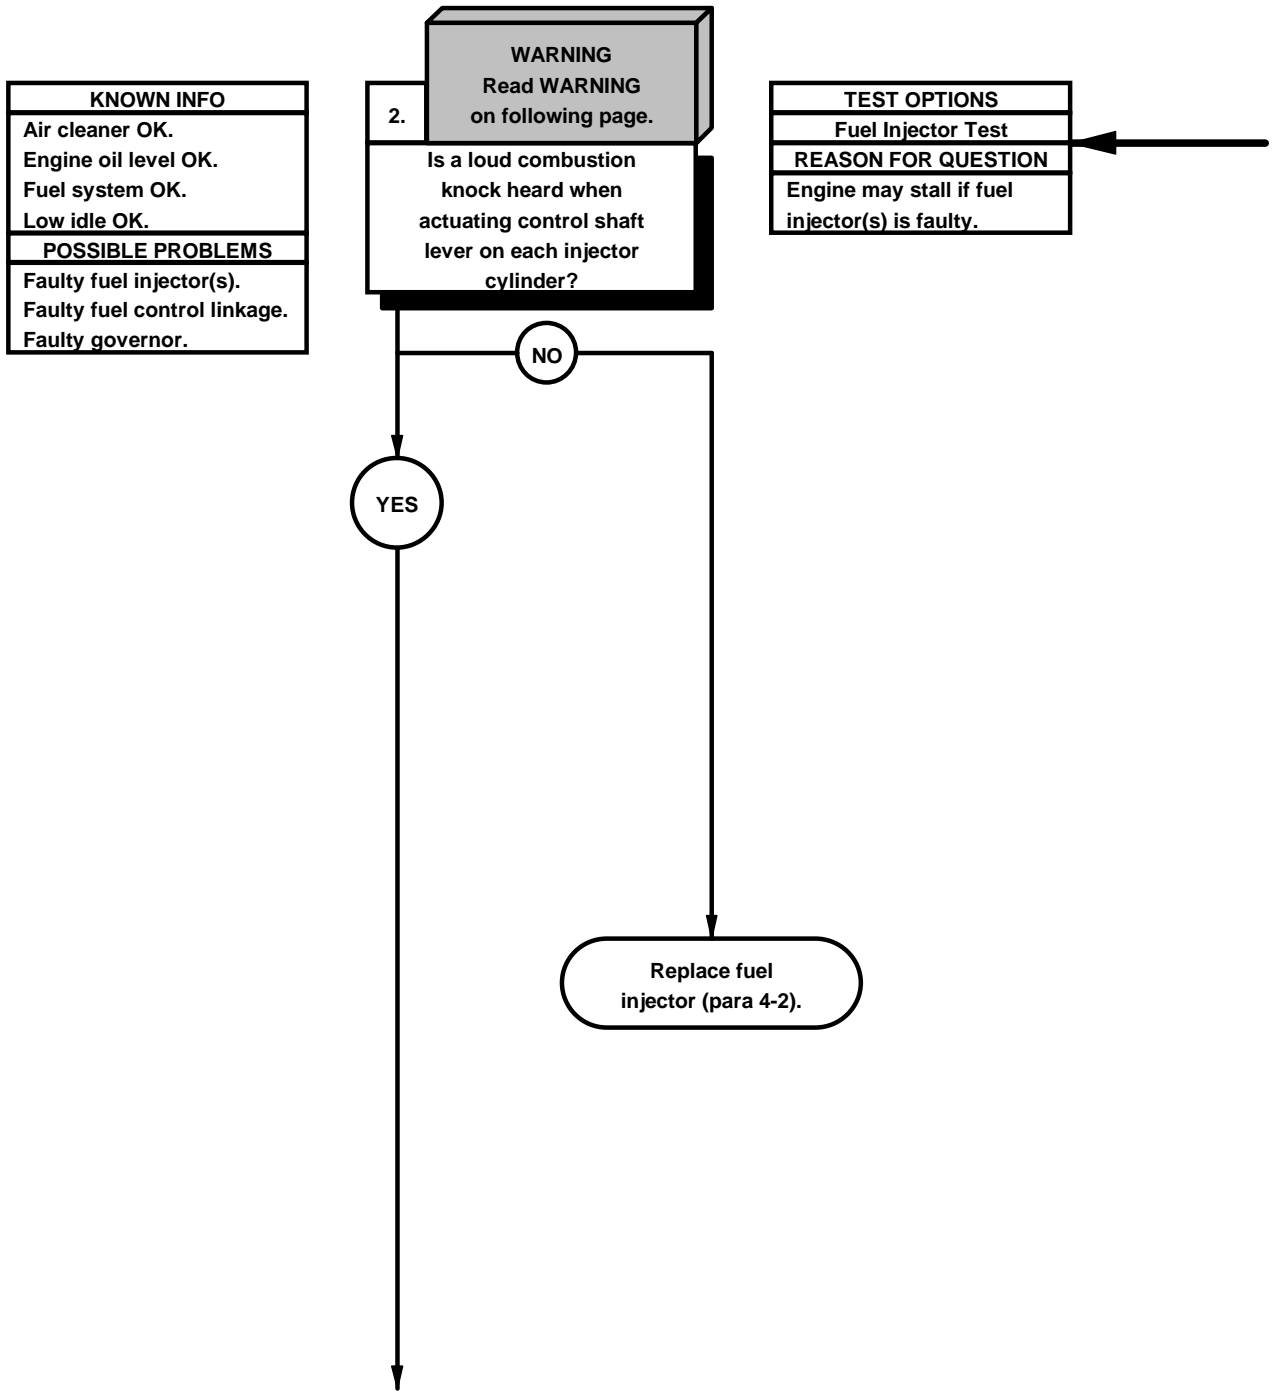 KNOWN INFO
Air cleaner OK.
Engine oil level OK.
Fuel system OK.
Low idle OK.
POSSIBLE PROBLEMS
Faulty fuel injector(s).
Faulty fuel control linkage.
Faulty governor.
WARNING
Read WARNING
on following page.
2.
Is a loud combustion
knock heard when
actuating control shaft
lever on each injector
cylinder?
TEST OPTIONS
Fuel Injector Test
REASON FOR QUESTION
Engine may stall if fuel
injector(s) is faulty.
NO
YES
Replace fuel
injector (para 4-2).